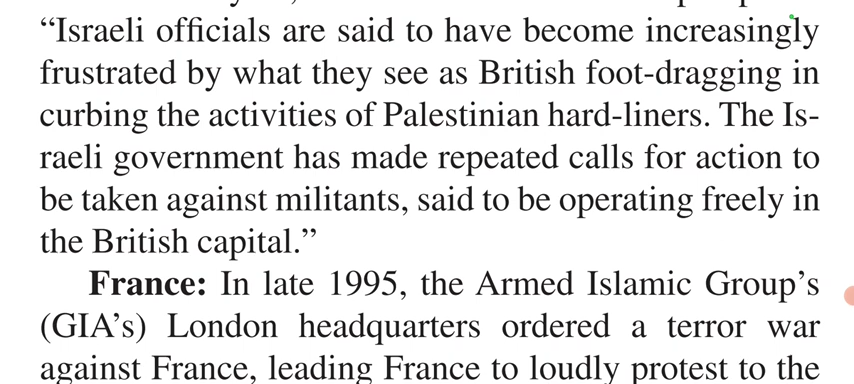 “Israeli officials are said to have become increasingly
frustrated by what they see as British foot-dragging in
curbing the activities of Palestinian hard-liners. The Is-
raeli government has made repeated calls for action to
be taken against militants, said to be operating freely in
the British capital.”
France: In late 1995, the Armed Islamic Group’s
(GIA’s) London headquarters ordered a terror war
against France, leading France to loudly protest to the